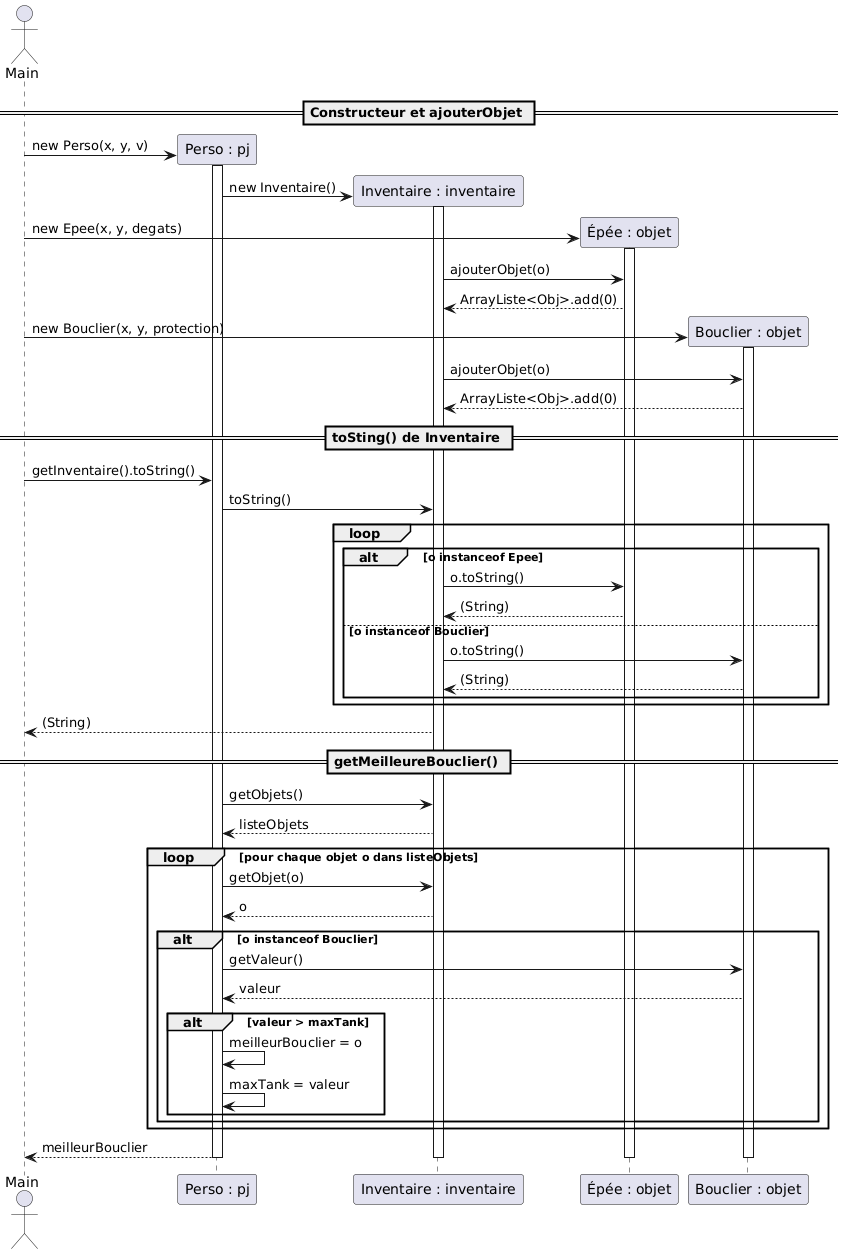 Main
Constructeur et ajouterObjet
new Perso(x, y, v)
Perso : pj
new Inventaire()
Inventaire : inventaire
new Epee(x, y, degats)
Épée : objet
ajouterObjet(o)
ArrayListe<Obj>.add(0)
new Bouclier(x, y, protection)
Bouclier : objet
ajouterObjet(o)
ArrayListe<Obj>.add(0)
toSting() de Inventaire
getInventaire().toString()
toString()
loop
alt [o instanceof Epee]
o.toString()
(String)
[o instanceof Bouclier]
o.toString()
(String)
(String)
getMeilleureBouclier()
getObjets()
listeObjets
loop [pour chaque objet o dans listeObjets]
getObjet(o)
o
alt [o instanceof Bouclier]
getValeur()
valeur
alt [valeur > maxTank]
meilleurBouclier = o
maxTank = valeur
meilleurBouclier
Main
Perso : pj
Inventaire : inventaire
Épée : objet
Bouclier : objet